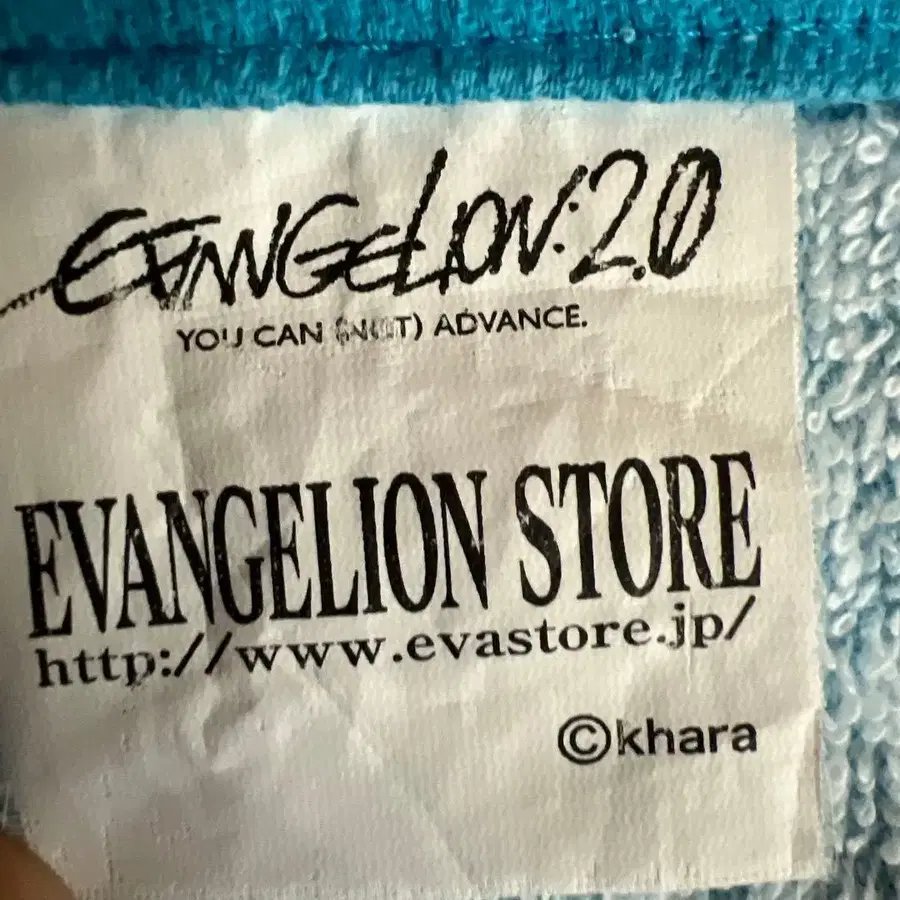 EVANGELION:2.0
YOU CAN (NOT) ADVANCE.
EVANGELION STORE
http://www.evastore.jp/
©khara